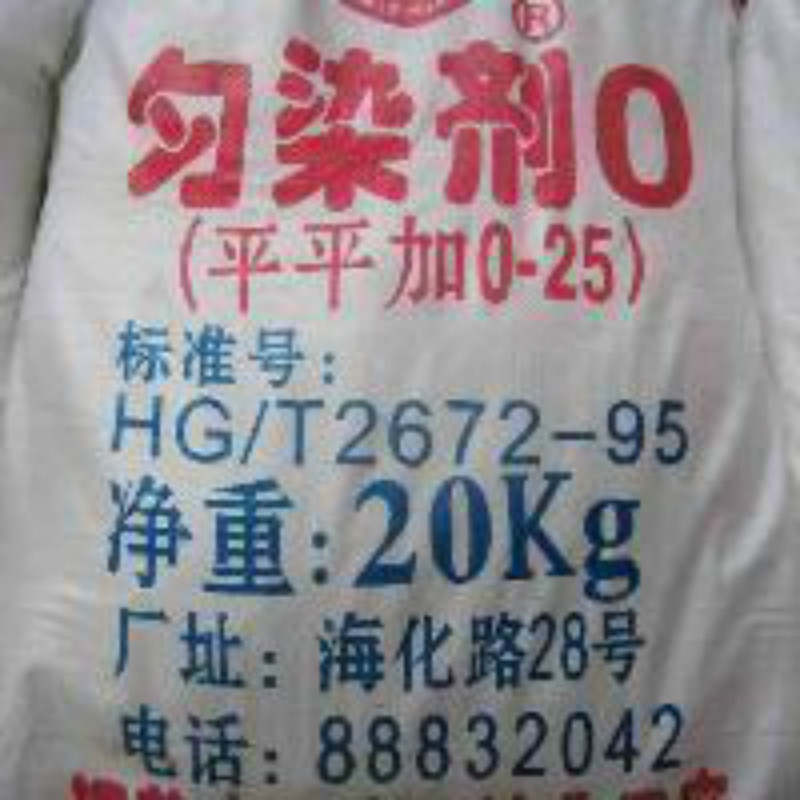 ®
匀染剂O
(平平加O-25)
标准号:
HG/T2672-95
净重:20Kg
厂址:海化路28号
电话:88832042